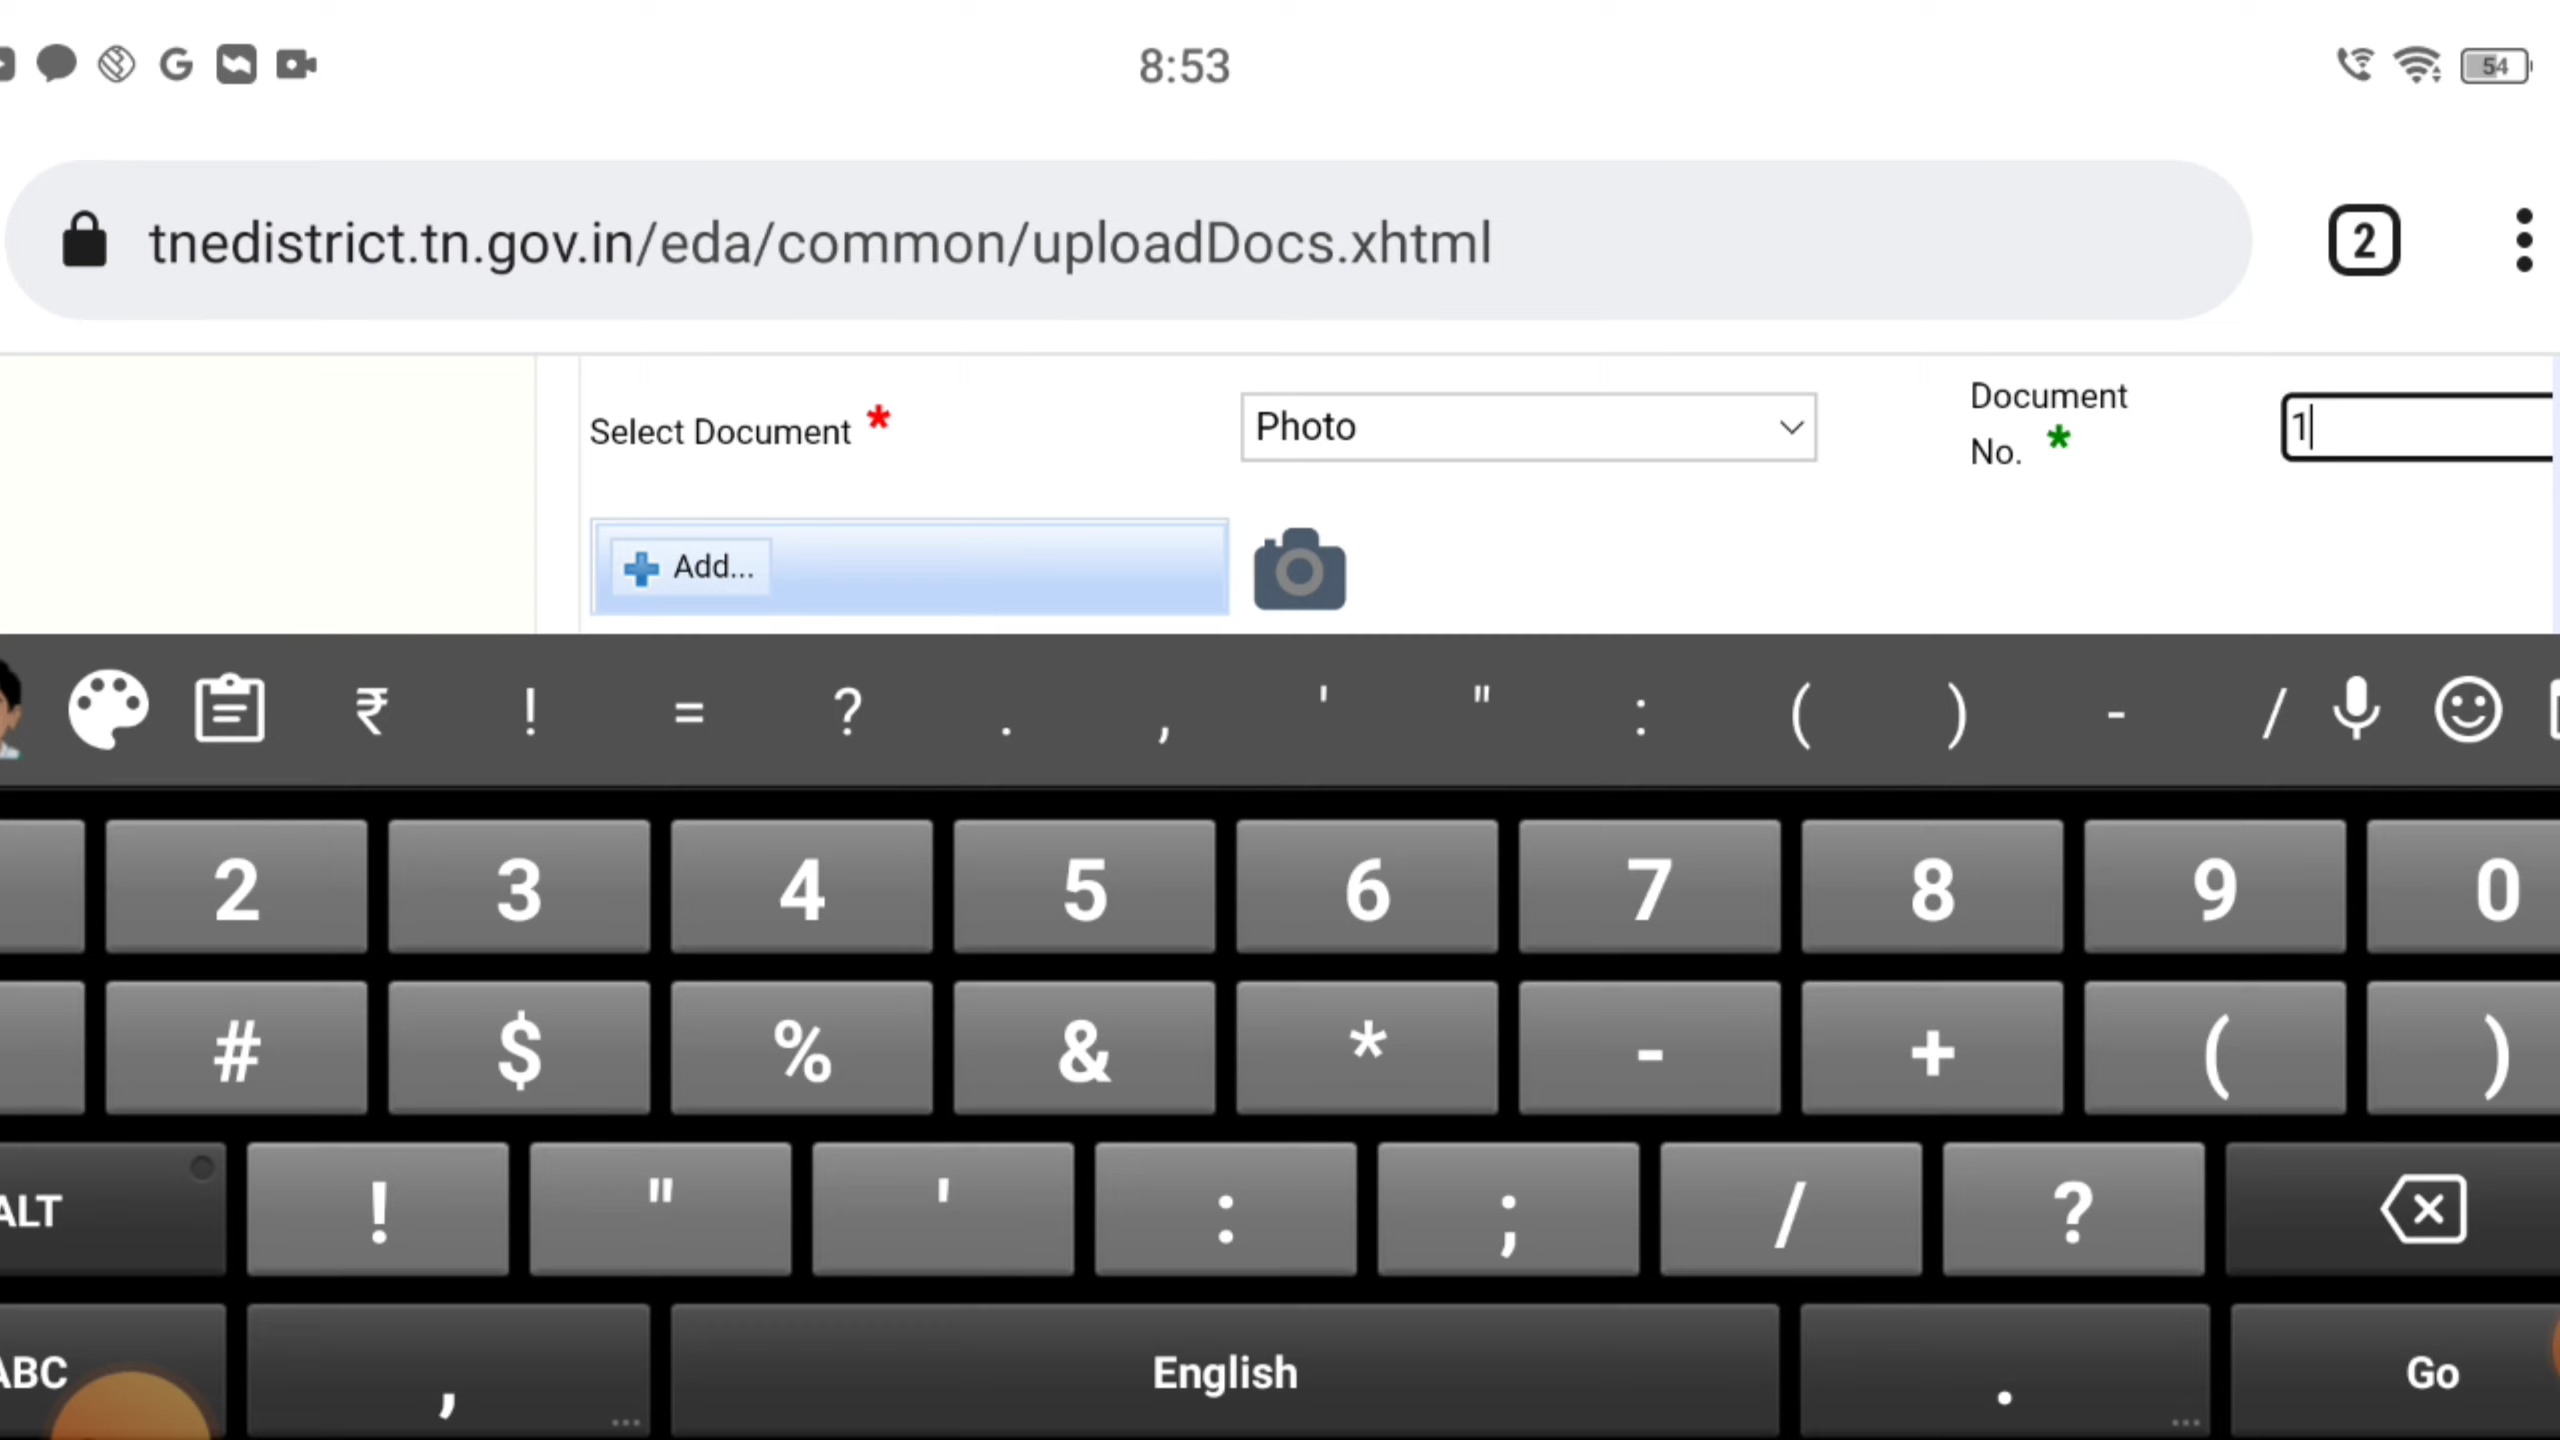 8:53
54
tnedistrict.tn.gov.in/eda/common/uploadDocs.xhtml
2
Select Document *
Photo
Document
No. *
1
Add...
₹ ! = ? . , ' " : ( ) - /
2 3 4 5 6 7 8 9 0
# $ % & * - + ( )
ALT ! " ' : ; / ?
ABC , English . Go